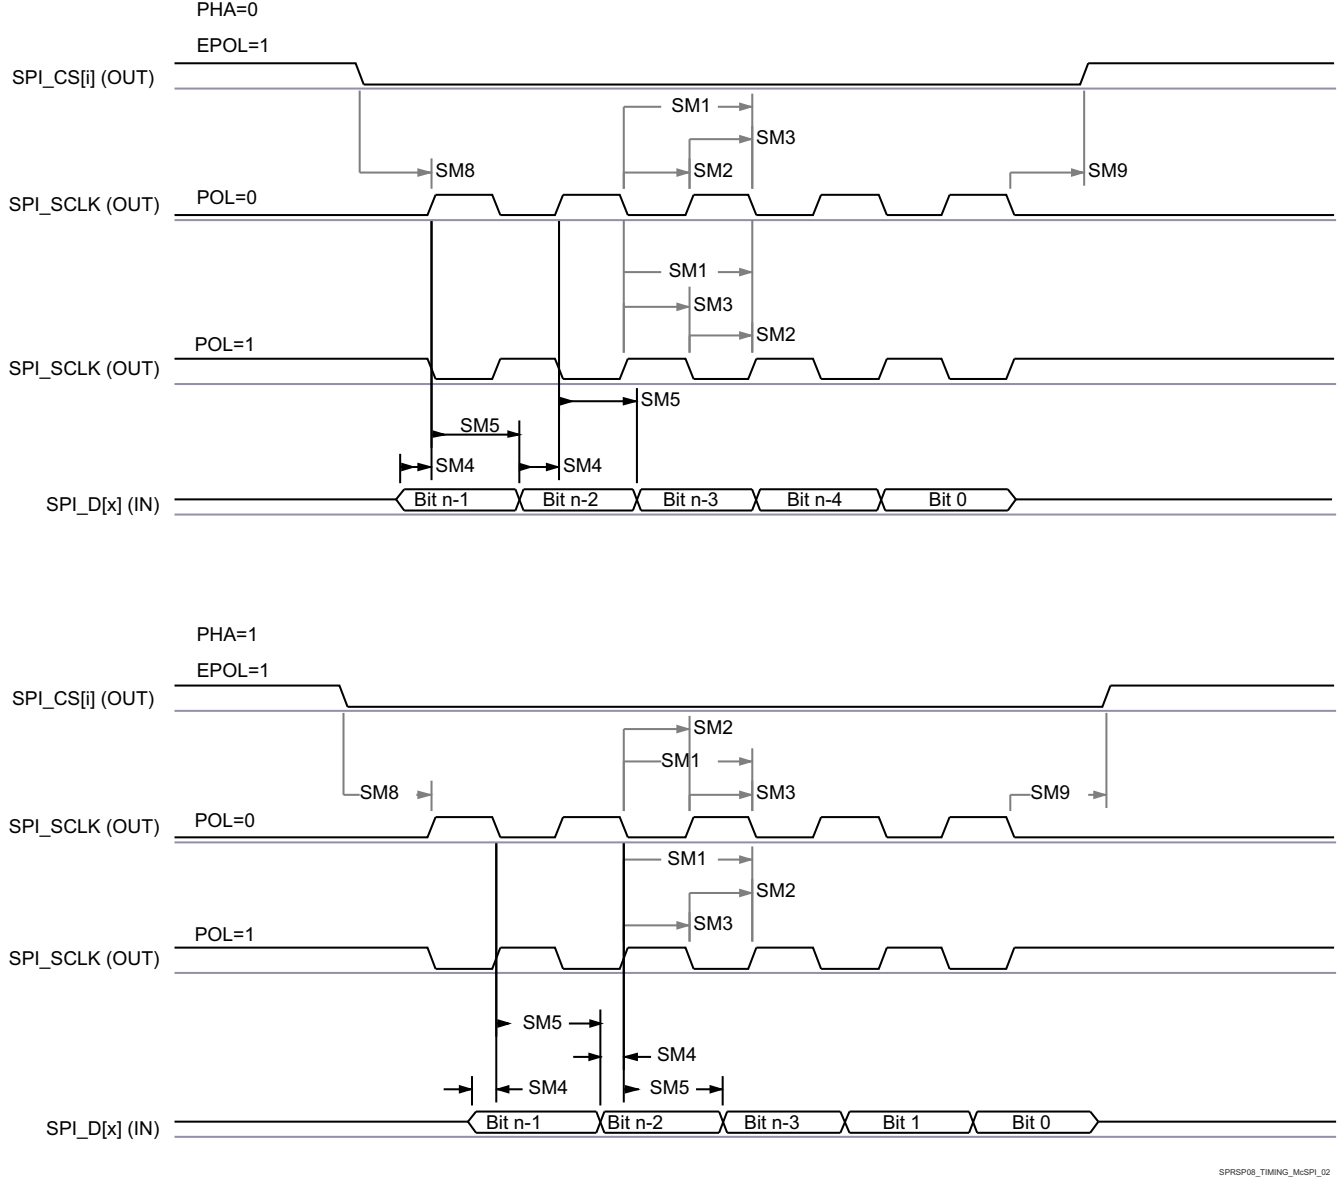 PHA=0
EPOL=1
SPI_CS[i] (OUT)
SM1
SM3
SM8
SM2
SM9
POL=0
SPI_SCLK (OUT)
SM1
SM3
SM2
POL=1
SPI_SCLK (OUT)
SM5
SM5
SM4
SM4
SPI_D[x] (IN)
Bit n-1
Bit n-2
Bit n-3
Bit n-4
Bit 0
PHA=1
EPOL=1
SPI_CS[i] (OUT)
SM2
SM1
SM8
SM3
SM9
POL=0
SPI_SCLK (OUT)
SM1
SM2
SM3
POL=1
SPI_SCLK (OUT)
SM5
SM4
SM4
SM5
SPI_D[x] (IN)
Bit n-1
Bit n-2
Bit n-3
Bit 1
Bit 0
SPRSP08_TIMING_McSPI_02